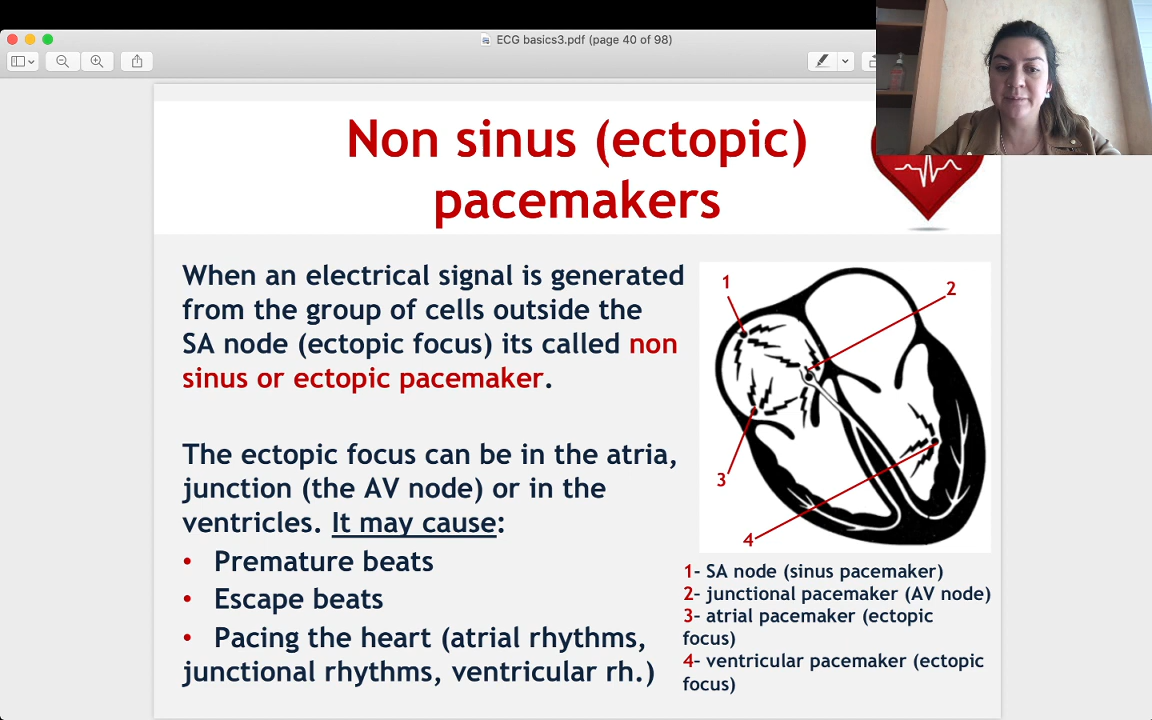 ECG basics3.pdf (page 40 of 98)
Non sinus (ectopic)
pacemakers
When an electrical signal is generated
from the group of cells outside the
SA node (ectopic focus) its called non
sinus or ectopic pacemaker.
The ectopic focus can be in the atria,
junction (the AV node) or in the
ventricles. It may cause:
• Premature beats
• Escape beats
• Pacing the heart (atrial rhythms,
junctional rhythms, ventricular rh.)
1
2
3
4
1- SA node (sinus pacemaker)
2- junctional pacemaker (AV node)
3- atrial pacemaker (ectopic
focus)
4- ventricular pacemaker (ectopic
focus)